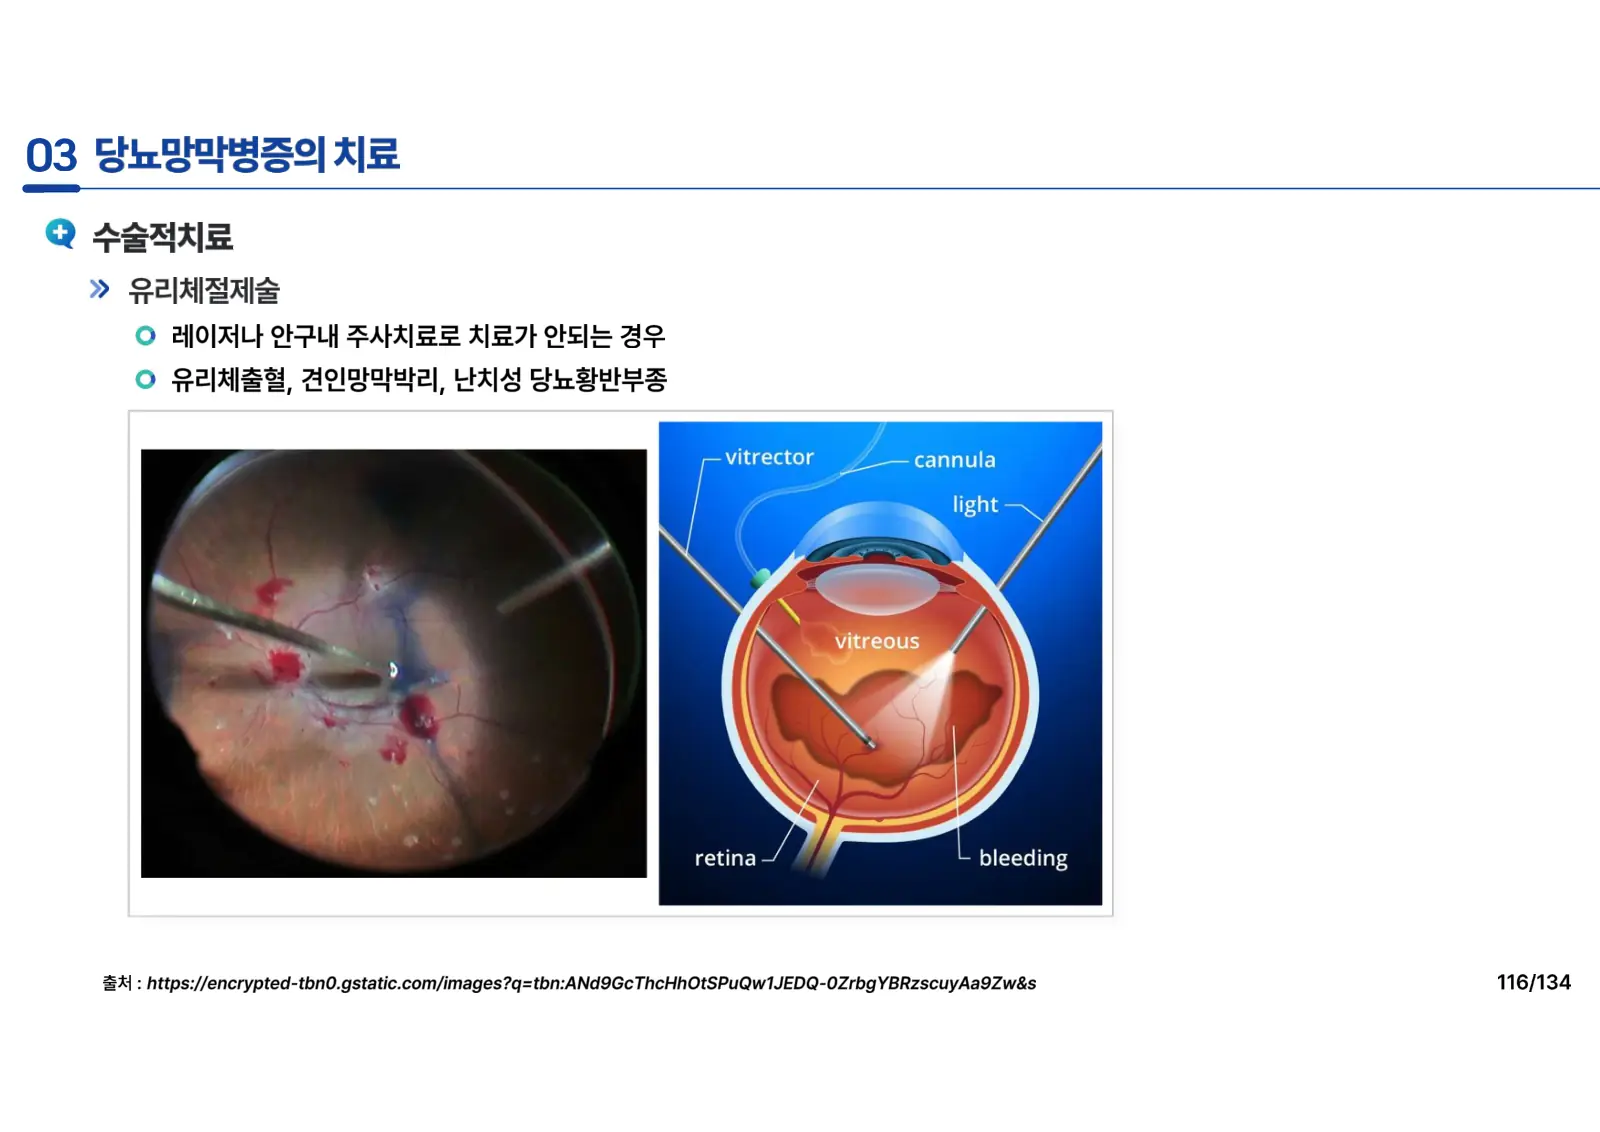 03 당뇨망막병증의 치료
수술적치료
유리체절제술
레이저나 안구내 주사치료로 치료가 안되는 경우
유리체출혈, 견인망막박리, 난치성 당뇨황반부종
vitrector
cannula
light
vitreous
retina
bleeding
출처 : https://encrypted-tbn0.gstatic.com/images?q=tbn:ANd9GcThcHhOtSPuQw1JEDQ-0ZrbgYBRzscuyAa9Zw&s
116/134